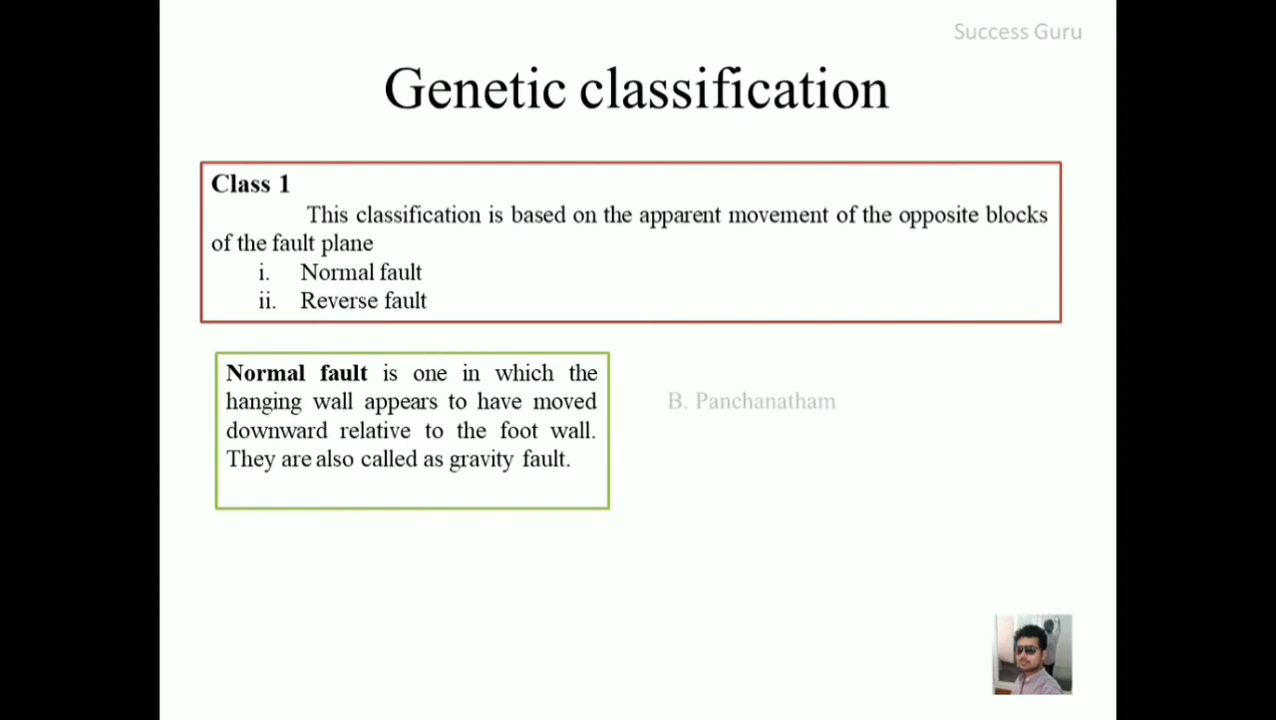 Success Guru
Genetic classification
Class 1
This classification is based on the apparent movement of the opposite blocks
of the fault plane
i. Normal fault
ii. Reverse fault
Normal fault is one in which the
hanging wall appears to have moved
downward relative to the foot wall.
They are also called as gravity fault.
B. Panchanatham